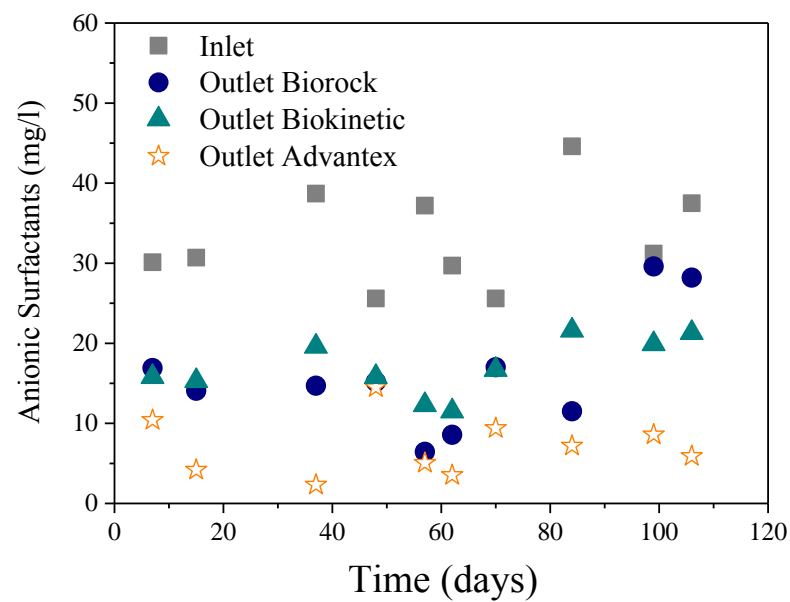 60
50
40
30
20
10
0
Anionic Surfactants (mg/l)
Inlet
Outlet Biorock
Outlet Biokinetic
Outlet Advantex
0 20 40 60 80 100 120
Time (days)